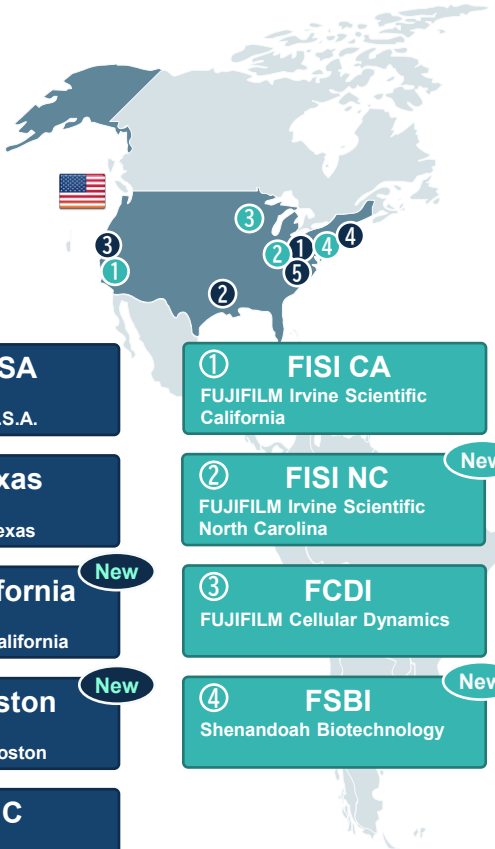 3
4
3
2
1
4
1
5
2
SA
.S.A.
xas
exas
New
fornia
alifornia
New
ston
oston
C
① FISI CA
FUJIFILM Irvine Scientific
California
New
② FISI NC
FUJIFILM Irvine Scientific
North Carolina
③ FCDI
FUJIFILM Cellular Dynamics
New
④ FSBI
Shenandoah Biotechnology